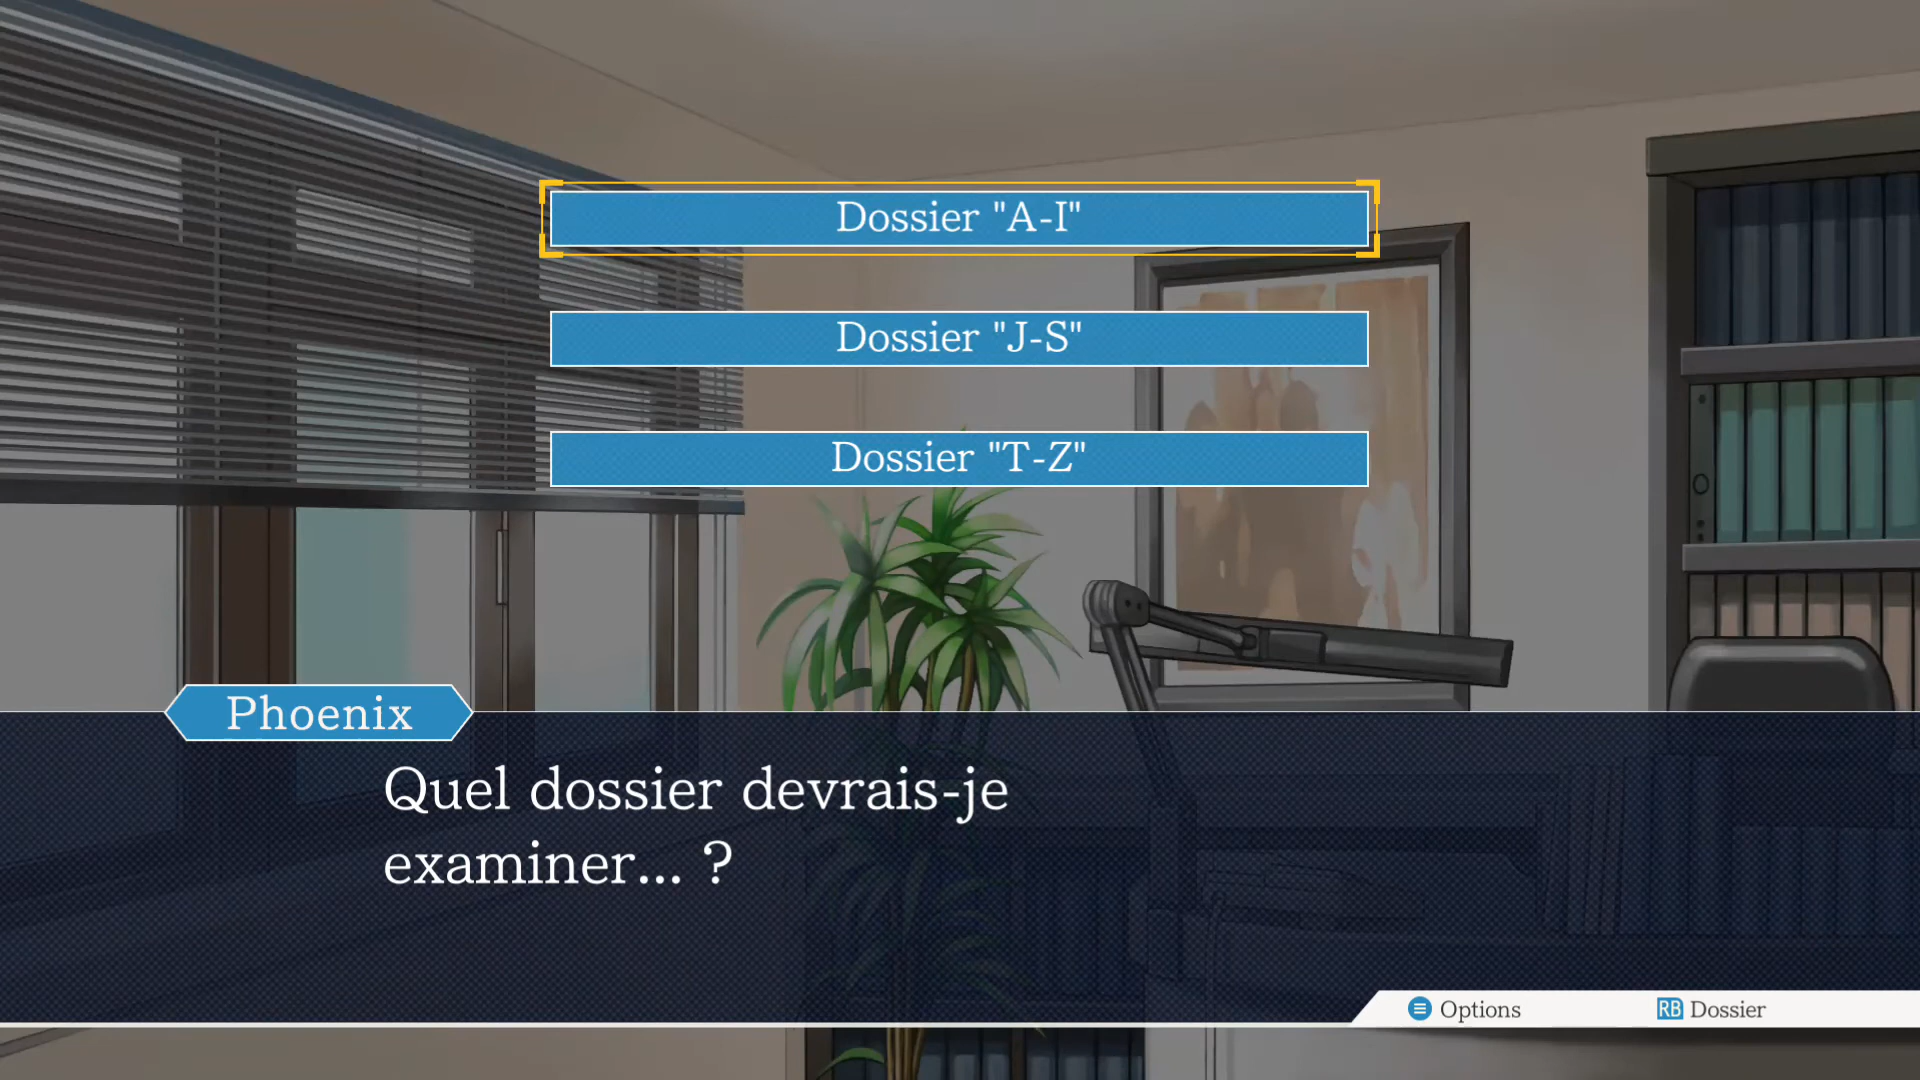 Dossier "A-I"
Dossier "J-S"
Dossier "T-Z"
Phoenix
Quel dossier devrais-je
examiner... ?
Options
RB Dossier